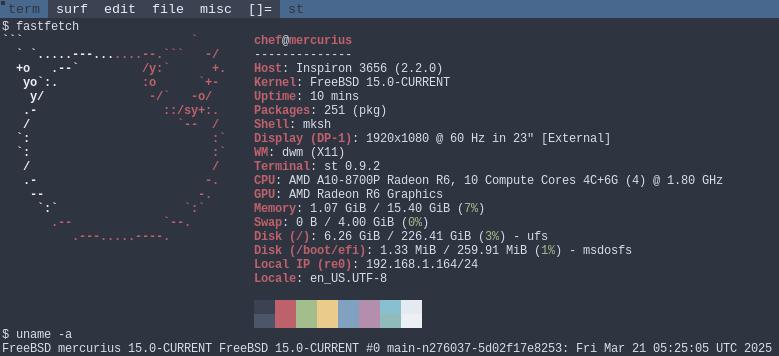 term surf edit file misc []= st
$ fastfetch
```                        `
  ` `.....---.......--.```   -/
  +o   .--`         /y:`      +.
   yo`:.            :o      `+-
    y/               -/`   -o/
   .-                  ::/sy+:.
   /                     `--  /
  `:                          :`
  `:                          :`
   /                          /
   .-                        -.
    --                      -.
     `:`                  `:`
       .--             `--.
          .---.....----.
chef@mercurius
--------------
Host: Inspiron 3656 (2.2.0)
Kernel: FreeBSD 15.0-CURRENT
Uptime: 10 mins
Packages: 251 (pkg)
Shell: mksh
Display (DP-1): 1920x1080 @ 60 Hz in 23" [External]
WM: dwm (X11)
Terminal: st 0.9.2
CPU: AMD A10-8700P Radeon R6, 10 Compute Cores 4C+6G (4) @ 1.80 GHz
GPU: AMD Radeon R6 Graphics
Memory: 1.07 GiB / 15.40 GiB (7%)
Swap: 0 B / 4.00 GiB (0%)
Disk (/): 6.26 GiB / 226.41 GiB (3%) - ufs
Disk (/boot/efi): 1.33 MiB / 259.91 MiB (1%) - msdosfs
Local IP (re0): 192.168.1.164/24
Locale: en_US.UTF-8
$ uname -a
FreeBSD mercurius 15.0-CURRENT FreeBSD 15.0-CURRENT #0 main-n276037-5d02f17e8253: Fri Mar 21 05:25:05 UTC 2025